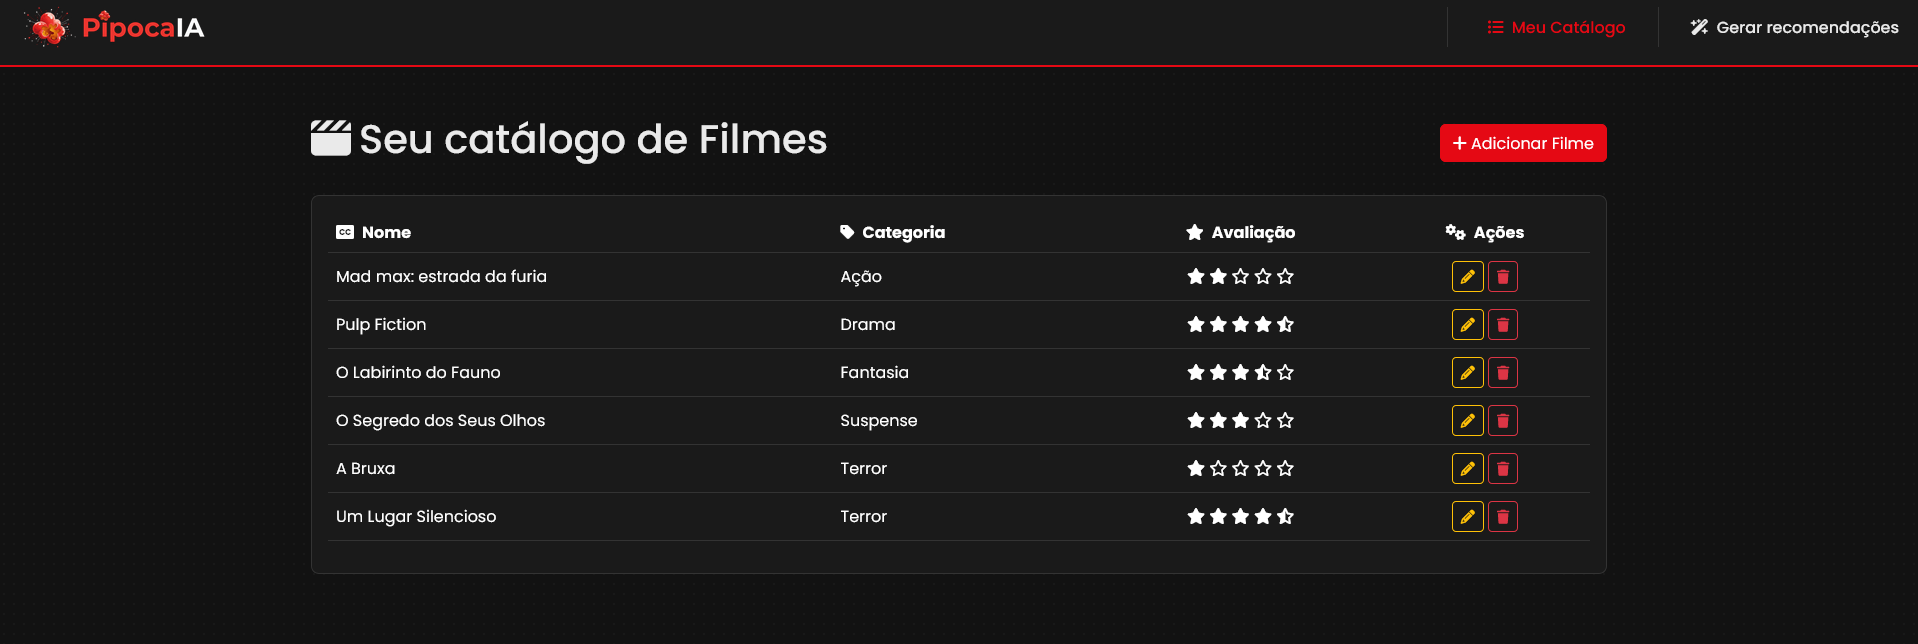 PipocaIA
Meu Catálogo
Gerar recomendações
Seu catálogo de Filmes
Adicionar Filme
CC Nome Categoria Avaliação Ações
Mad max: estrada da furia Ação
Pulp Fiction Drama
O Labirinto do Fauno Fantasia
O Segredo dos Seus Olhos Suspense
A Bruxa Terror
Um Lugar Silencioso Terror